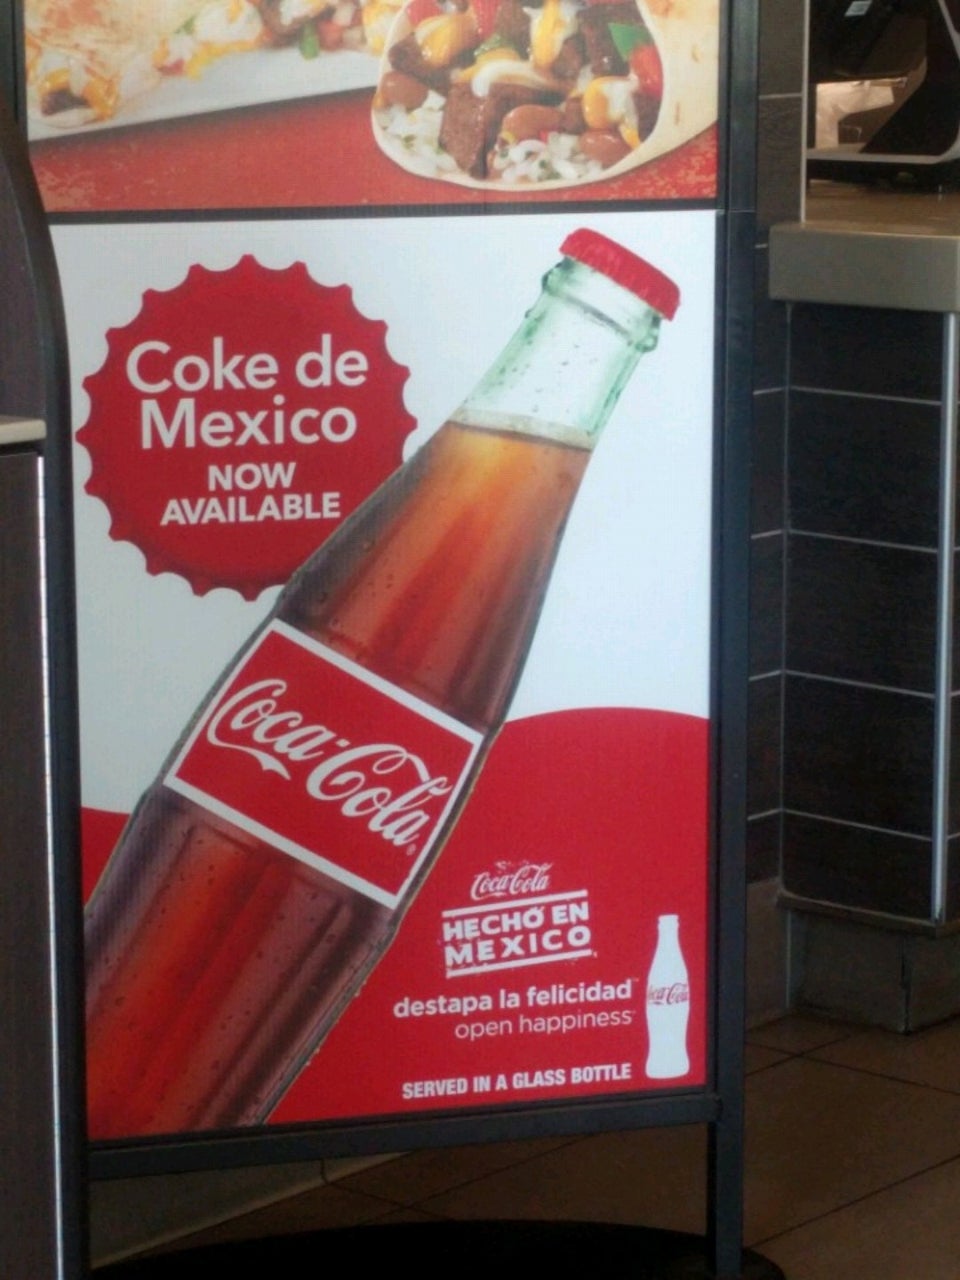 Coke de
Mexico
NOW
AVAILABLE
Coca-Cola®
Coca-Cola
HECHO EN
MEXICO
destapa la felicidad™
open happiness
SERVED IN A GLASS BOTTLE